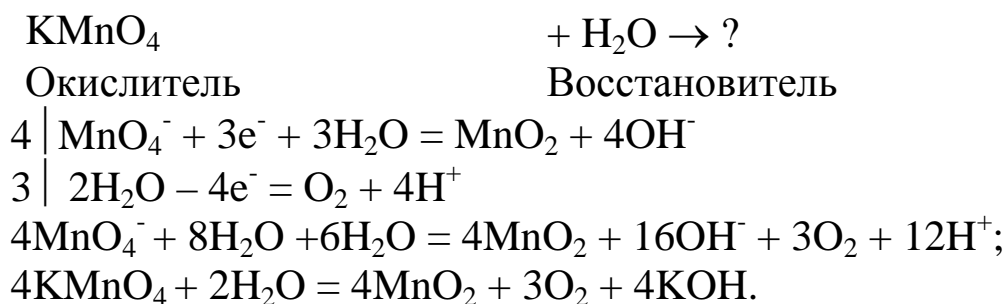 KMnO₄ + H₂O → ?
Окислитель Восстановитель
4 | MnO₄⁻ + 3e⁻ + 3H₂O = MnO₂ + 4OH⁻
3 | 2H₂O – 4e⁻ = O₂ + 4H⁺
4MnO₄⁻ + 8H₂O +6H₂O = 4MnO₂ + 16OH⁻ + 3O₂ + 12H⁺;
4KMnO₄ + 2H₂O = 4MnO₂ + 3O₂ + 4KOH.